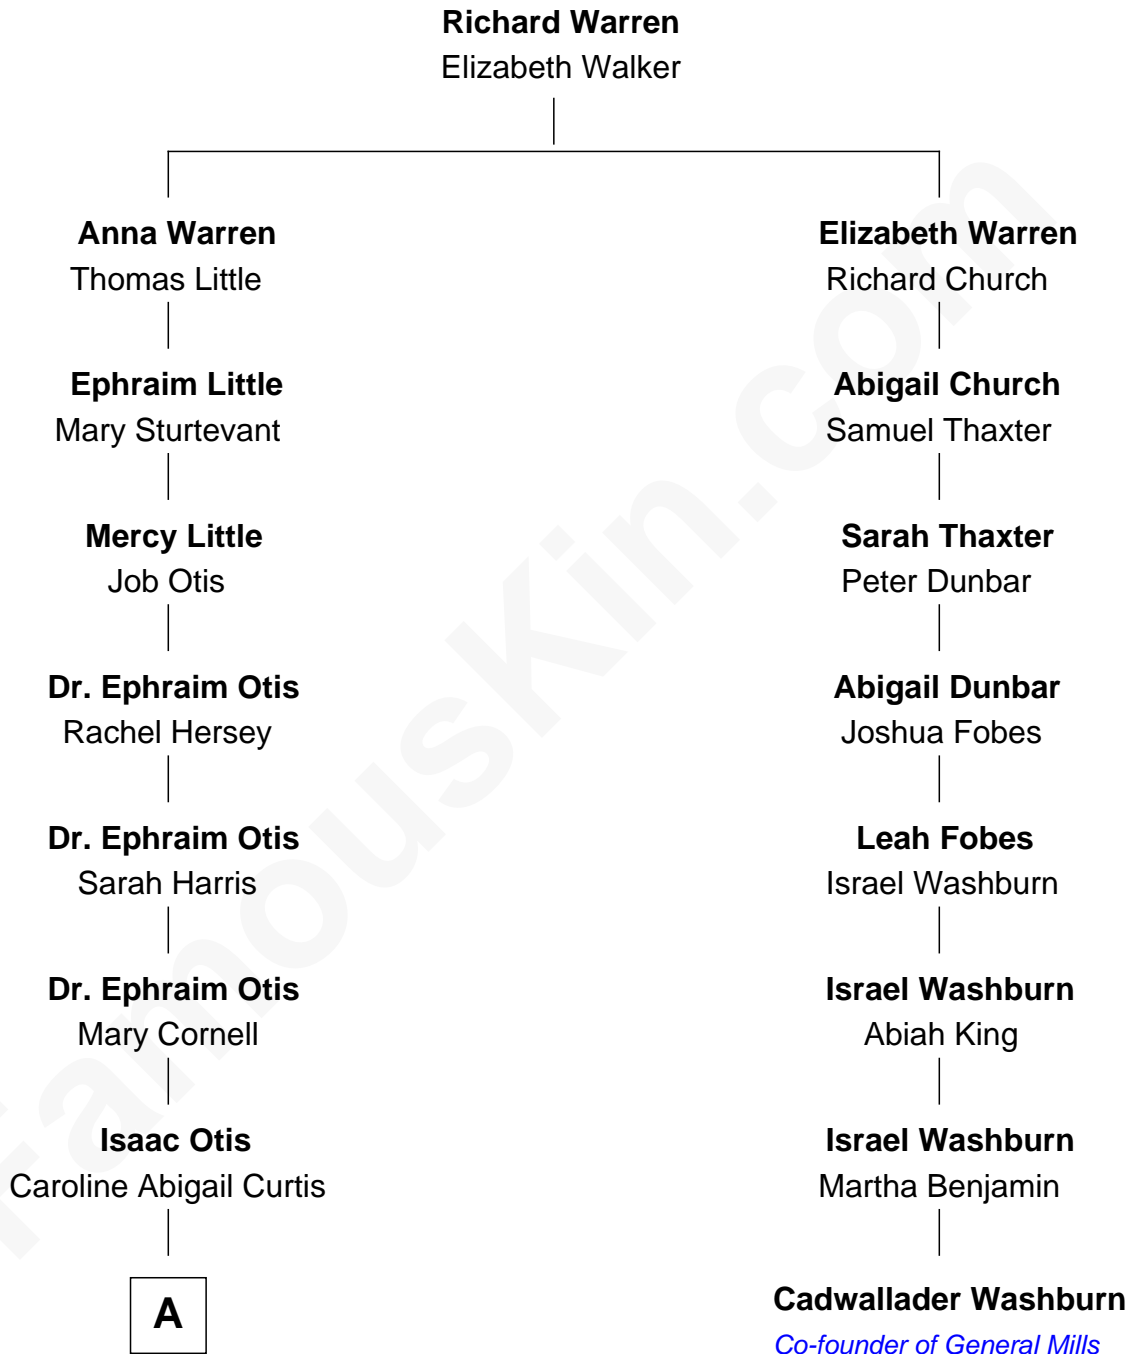 Richard Warren
Elizabeth Walker
Anna Warren
Thomas Little
Elizabeth Warren
Richard Church
Ephraim Little
Mary Sturtevant
Abigail Church
Samuel Thaxter
Mercy Little
Job Otis
Sarah Thaxter
Peter Dunbar
Dr. Ephraim Otis
Rachel Hersey
Abigail Dunbar
Joshua Fobes
Dr. Ephraim Otis
Sarah Harris
Leah Fobes
Israel Washburn
Dr. Ephraim Otis
Mary Cornell
Israel Washburn
Abiah King
Isaac Otis
Caroline Abigail Curtis
Israel Washburn
Martha Benjamin
A
Cadwallader Washburn
Co-founder of General Mills
FamousKin.com